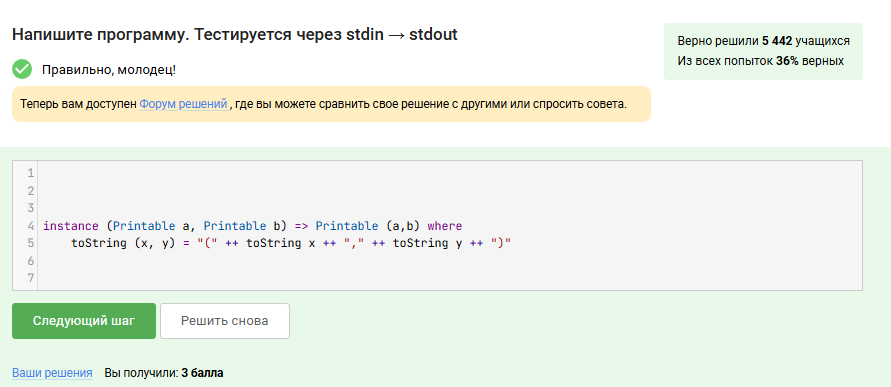 Напишите программу. Тестируется через stdin → stdout
Верно решили 5 442 учащихся
Из всех попыток 36% верных
Правильно, молодец!
Теперь вам доступен Форум решений , где вы можете сравнить свое решение с другими или спросить совета.
1
2
3
4 instance (Printable a, Printable b) => Printable (a,b) where
5 toString (x, y) = "(" ++ toString x ++ "," ++ toString y ++ ")"
6
7
Следующий шаг Решить снова
Ваши решения Вы получили: 3 балла